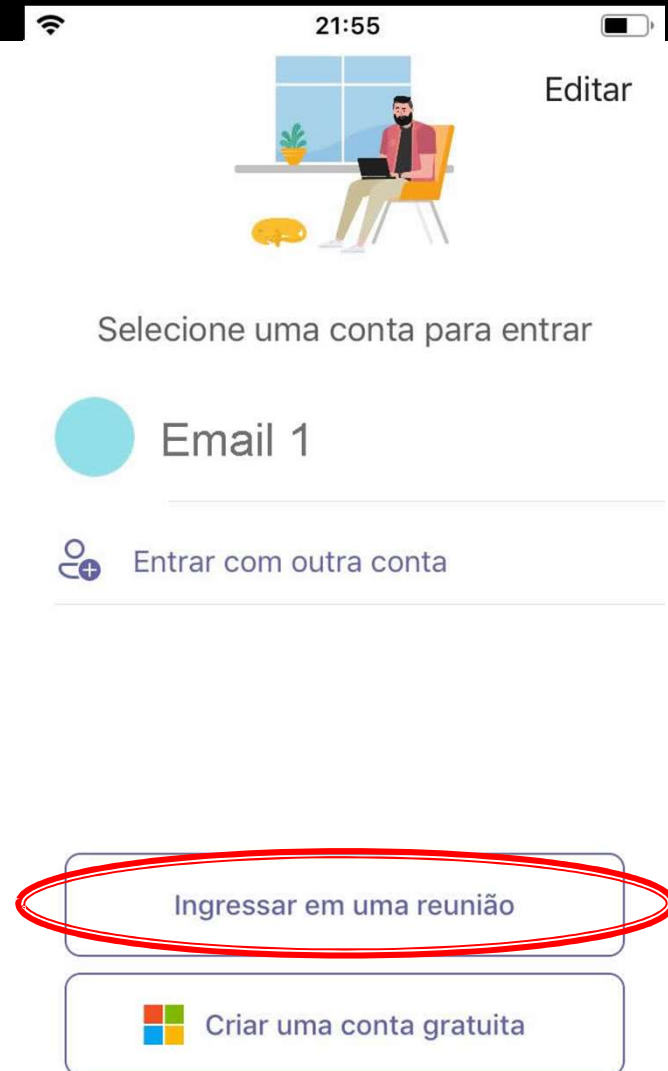 21:55
Editar
Selecione uma conta para entrar
Email 1
Entrar com outra conta
Ingressar em uma reunião
Criar uma conta gratuita